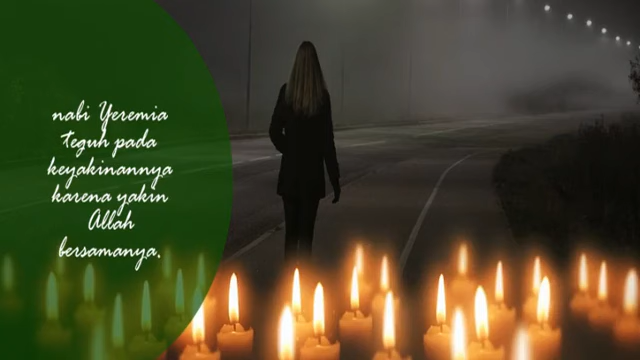 nabi Yeremia
teguh pada
keyakinannya
karena yakin
Allah
bersamanya.